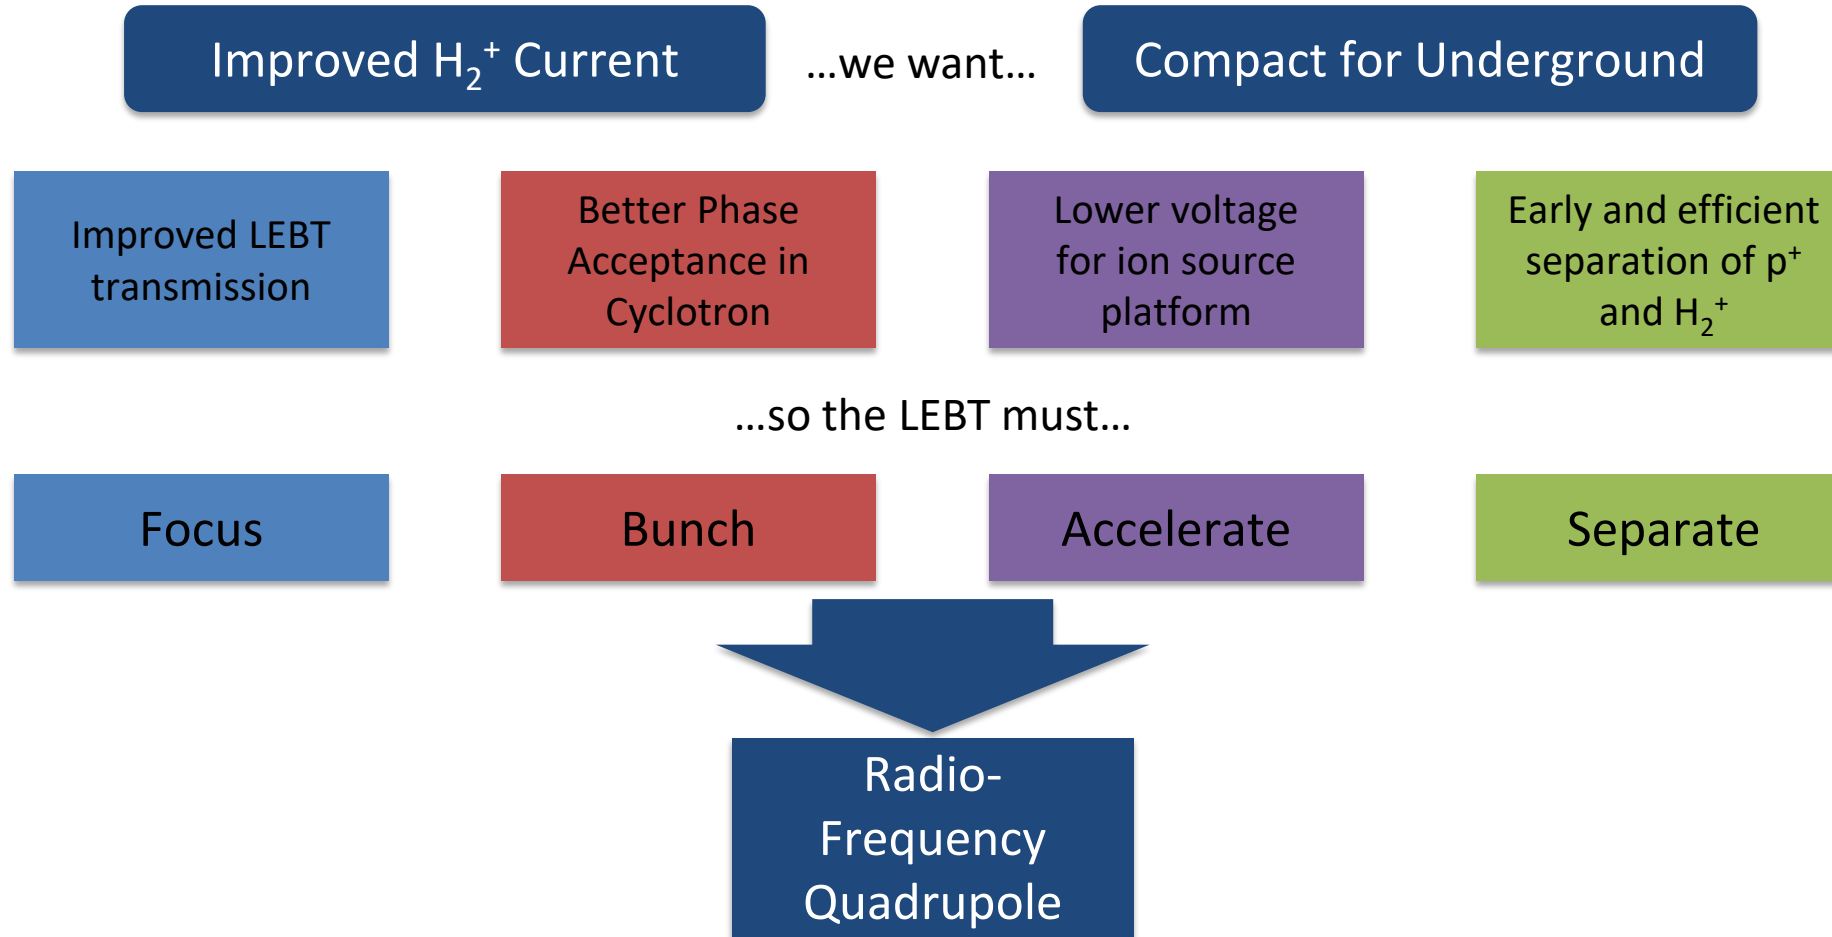 Improved H₂⁺ Current
…we want…
Compact for Underground
Improved LEBT
transmission
Better Phase
Acceptance in
Cyclotron
Lower voltage
for ion source
platform
Early and efficient
separation of p⁺
and H₂⁺
…so the LEBT must…
Focus
Bunch
Accelerate
Separate
Radio-
Frequency
Quadrupole